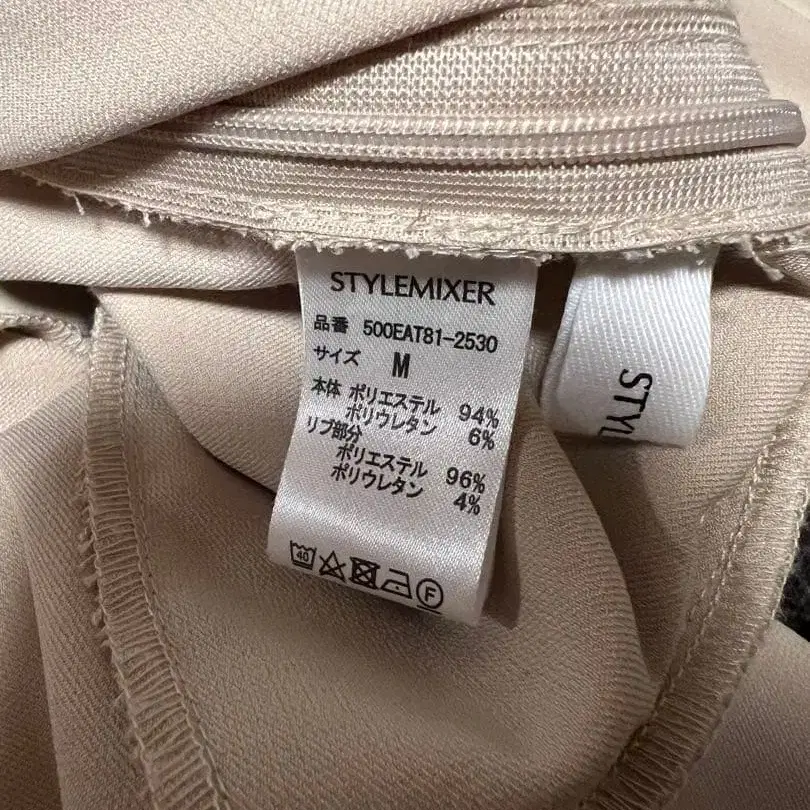 STYLEMIXER
品番 500EAT81-2530
サイズ M
本体 ポリエステル 94%
ポリウレタン 6%
リブ部分
ポリエステル 96%
ポリウレタン 4%
40
F